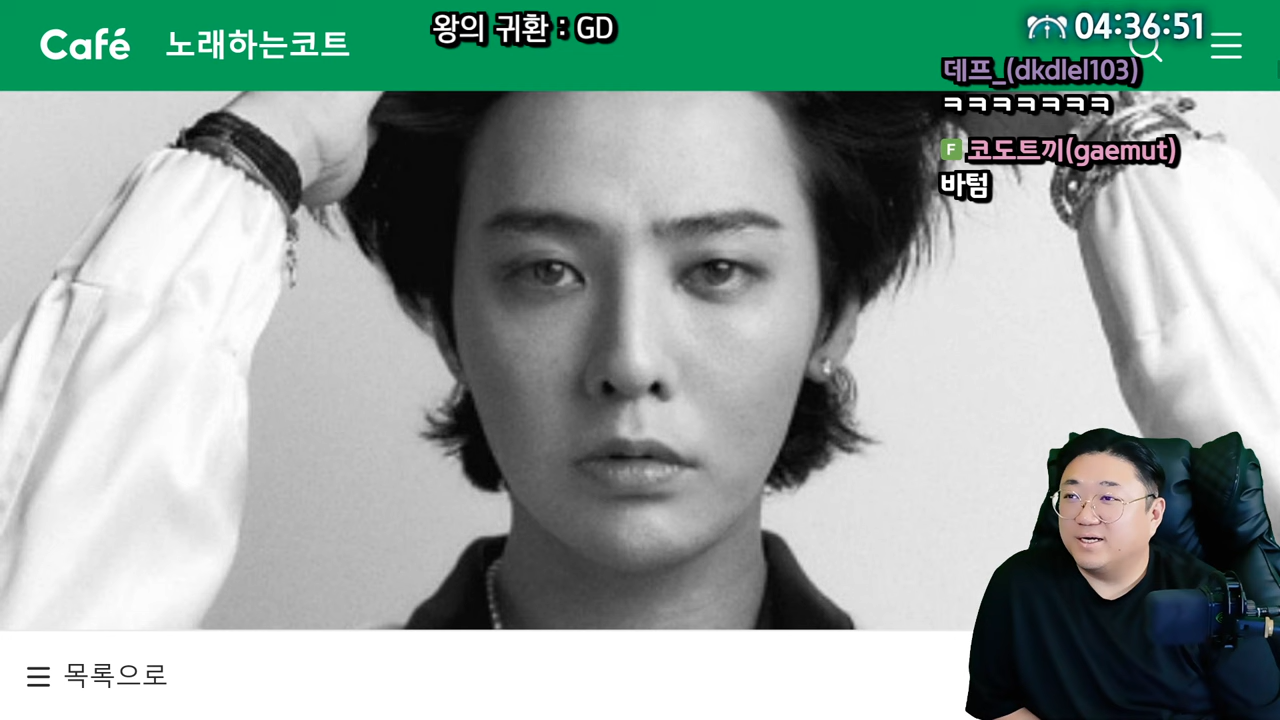 왕의 귀환 : GD
04:36:51
Café 노래하는코트
데프_(dkdlel103)
ㅋㅋㅋㅋㅋㅋㅋ
F 코도트끼(gaemut)
바텀
목록으로